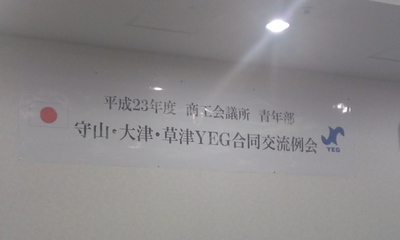 平成23年度 商工会議所 青年部
守山・大津・草津YEG合同交流例会
YEG